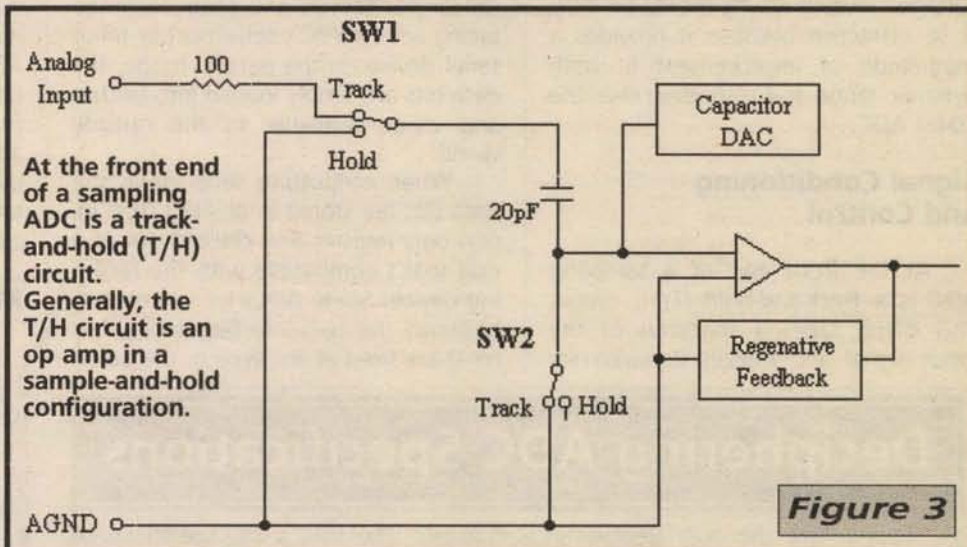 SW1
Analog
Input
100
Track
Hold
Capacitor
DAC
At the front end
of a sampling
ADC is a track-
and-hold (T/H)
circuit.
Generally, the
T/H circuit is an
op amp in a
sample-and-hold
configuration.
20pF
SW2
Track
Hold
Regenative
Feedback
AGND
Figure 3